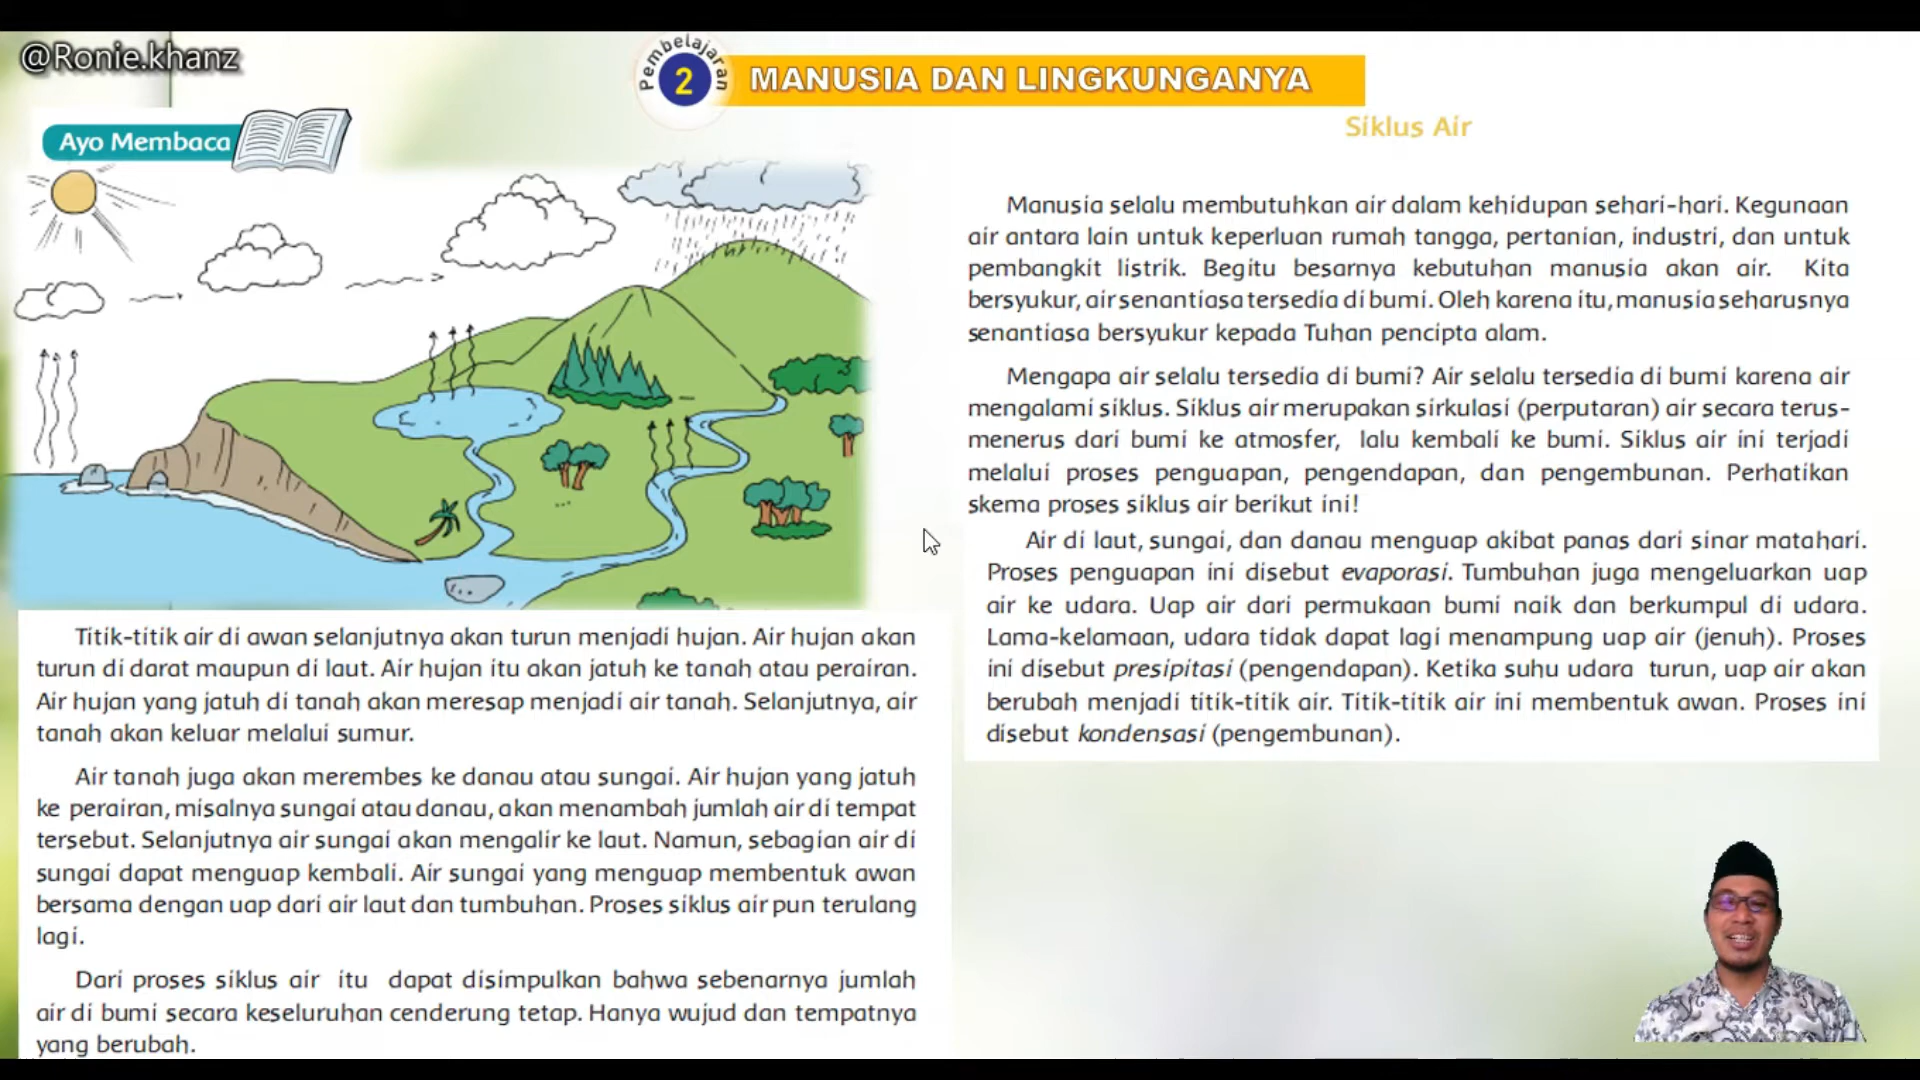 @Ronie.khanz
Pembelajaran
2
MANUSIA DAN LINGKUNGANYA
Ayo Membaca
Siklus Air
Manusia selalu membutuhkan air dalam kehidupan sehari-hari. Kegunaan
air antara lain untuk keperluan rumah tangga, pertanian, industri, dan untuk
pembangkit listrik. Begitu besarnya kebutuhan manusia akan air. Kita
bersyukur, air senantiasa tersedia di bumi. Oleh karena itu, manusia seharusnya
senantiasa bersyukur kepada Tuhan pencipta alam.
Mengapa air selalu tersedia di bumi? Air selalu tersedia di bumi karena air
mengalami siklus. Siklus air merupakan sirkulasi (perputaran) air secara terus-
menerus dari bumi ke atmosfer, lalu kembali ke bumi. Siklus air ini terjadi
melalui proses penguapan, pengendapan, dan pengembunan. Perhatikan
skema proses siklus air berikut ini!
Air di laut, sungai, dan danau menguap akibat panas dari sinar matahari.
Proses penguapan ini disebut evaporasi. Tumbuhan juga mengeluarkan uap
air ke udara. Uap air dari permukaan bumi naik dan berkumpul di udara.
Lama-kelamaan, udara tidak dapat lagi menampung uap air (jenuh). Proses
ini disebut presipitasi (pengendapan). Ketika suhu udara turun, uap air akan
berubah menjadi titik-titik air. Titik-titik air ini membentuk awan. Proses ini
disebut kondensasi (pengembunan).
Titik-titik air di awan selanjutnya akan turun menjadi hujan. Air hujan akan
turun di darat maupun di laut. Air hujan itu akan jatuh ke tanah atau perairan.
Air hujan yang jatuh di tanah akan meresap menjadi air tanah. Selanjutnya, air
tanah akan keluar melalui sumur.
Air tanah juga akan merembes ke danau atau sungai. Air hujan yang jatuh
ke perairan, misalnya sungai atau danau, akan menambah jumlah air di tempat
tersebut. Selanjutnya air sungai akan mengalir ke laut. Namun, sebagian air di
sungai dapat menguap kembali. Air sungai yang menguap membentuk awan
bersama dengan uap dari air laut dan tumbuhan. Proses siklus air pun terulang
lagi.
Dari proses siklus air itu dapat disimpulkan bahwa sebenarnya jumlah
air di bumi secara keseluruhan cenderung tetap. Hanya wujud dan tempatnya
yang berubah.